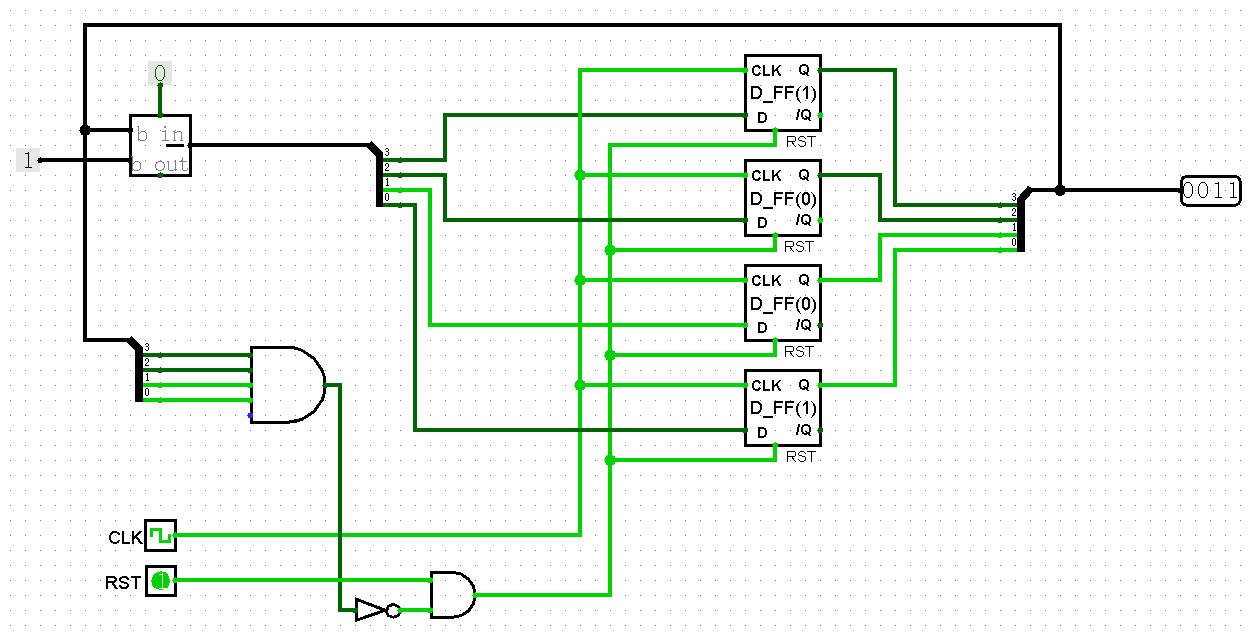 0
b in
b out
1
3
2
1
0
CLK Q
D_FF(1)
D /Q
RST
CLK Q
D_FF(0)
D /Q
RST
CLK Q
D_FF(0)
D /Q
RST
CLK Q
D_FF(1)
D /Q
RST
3
2
1
0
0011
3
2
1
0
CLK
RST 1